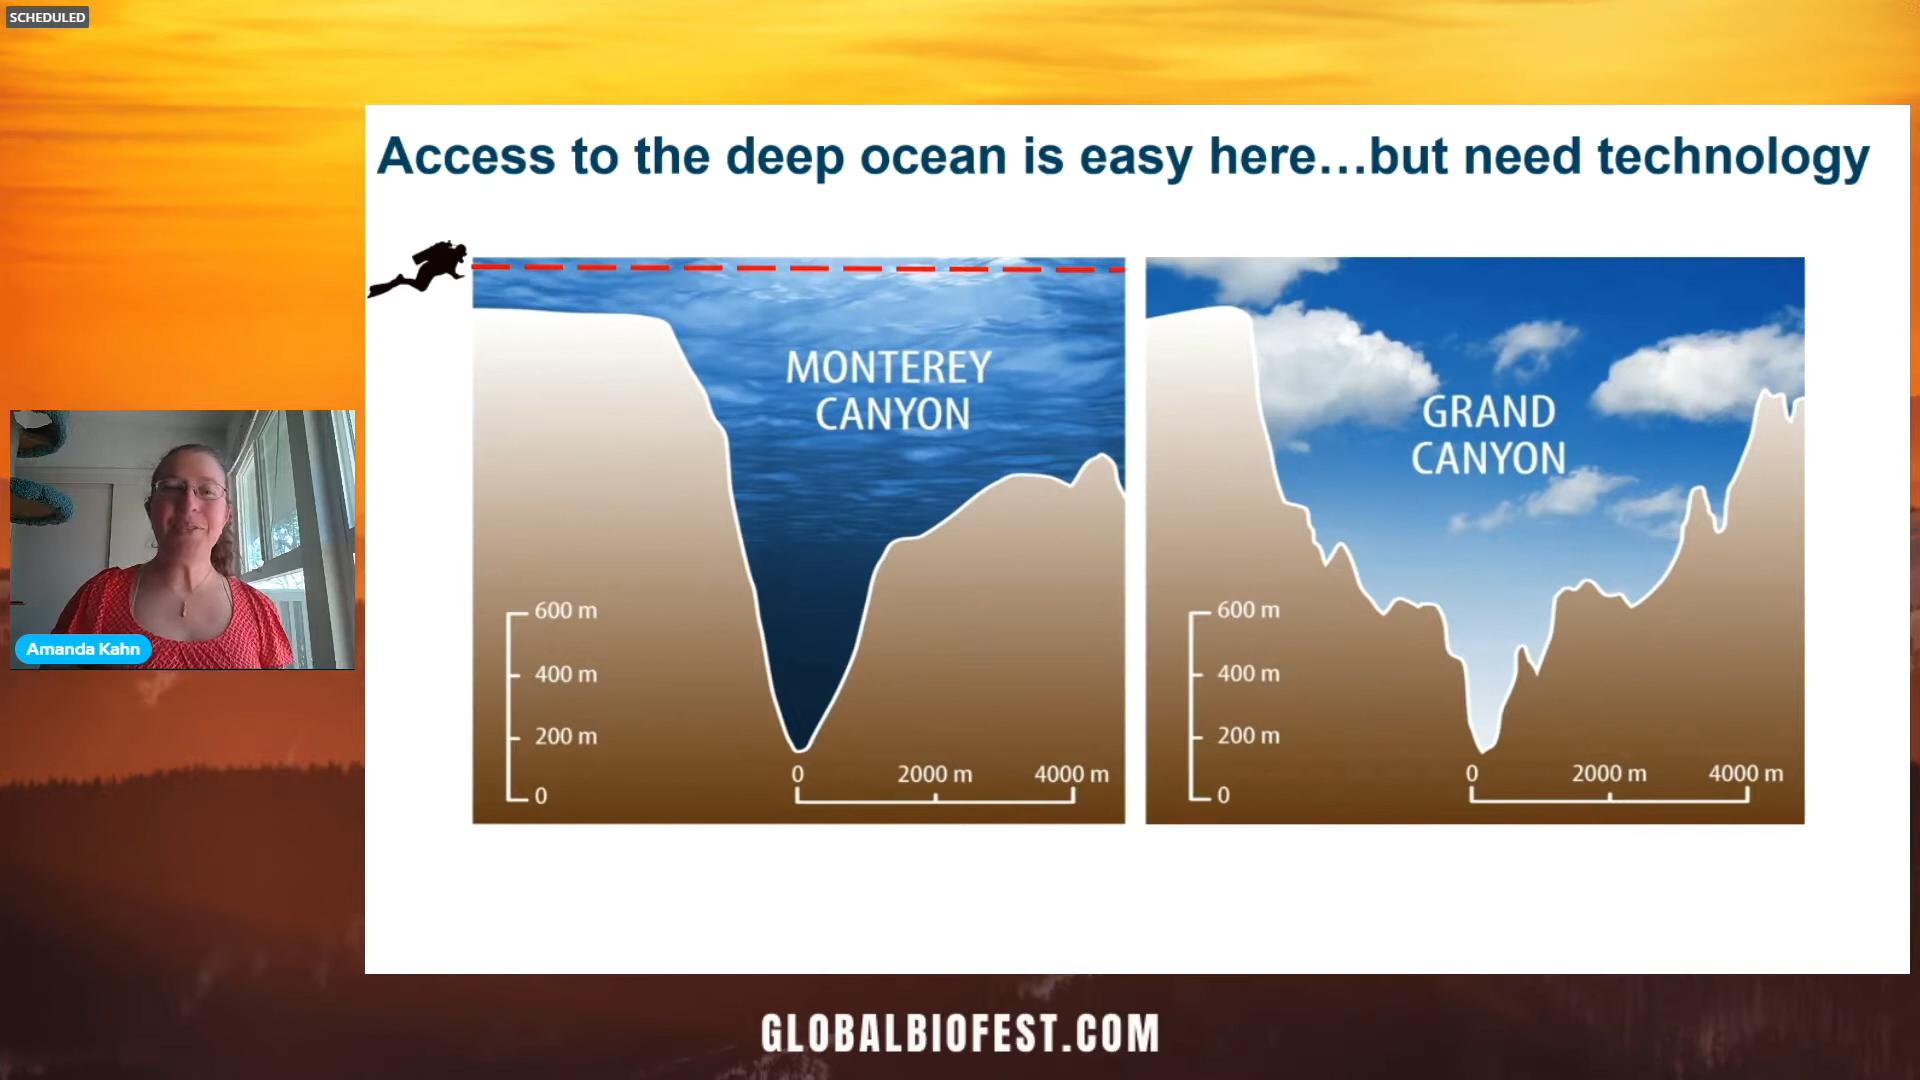 SCHEDULED
Access to the deep ocean is easy here…but need technology
MONTEREY
CANYON
600 m
400 m
200 m
0
0 2000 m 4000 m
GRAND
CANYON
600 m
400 m
200 m
0
0 2000 m 4000 m
Amanda Kahn
GLOBALBIOFEST.COM